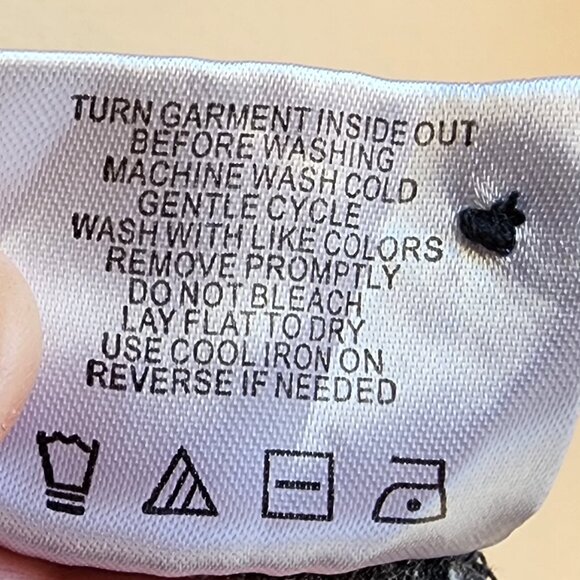 TURN GARMENT INSIDE OUT
BEFORE WASHING
MACHINE WASH COLD
GENTLE CYCLE
WASH WITH LIKE COLORS
REMOVE PROMPTLY
DO NOT BLEACH
LAY FLAT TO DRY
USE COOL IRON ON
REVERSE IF NEEDED